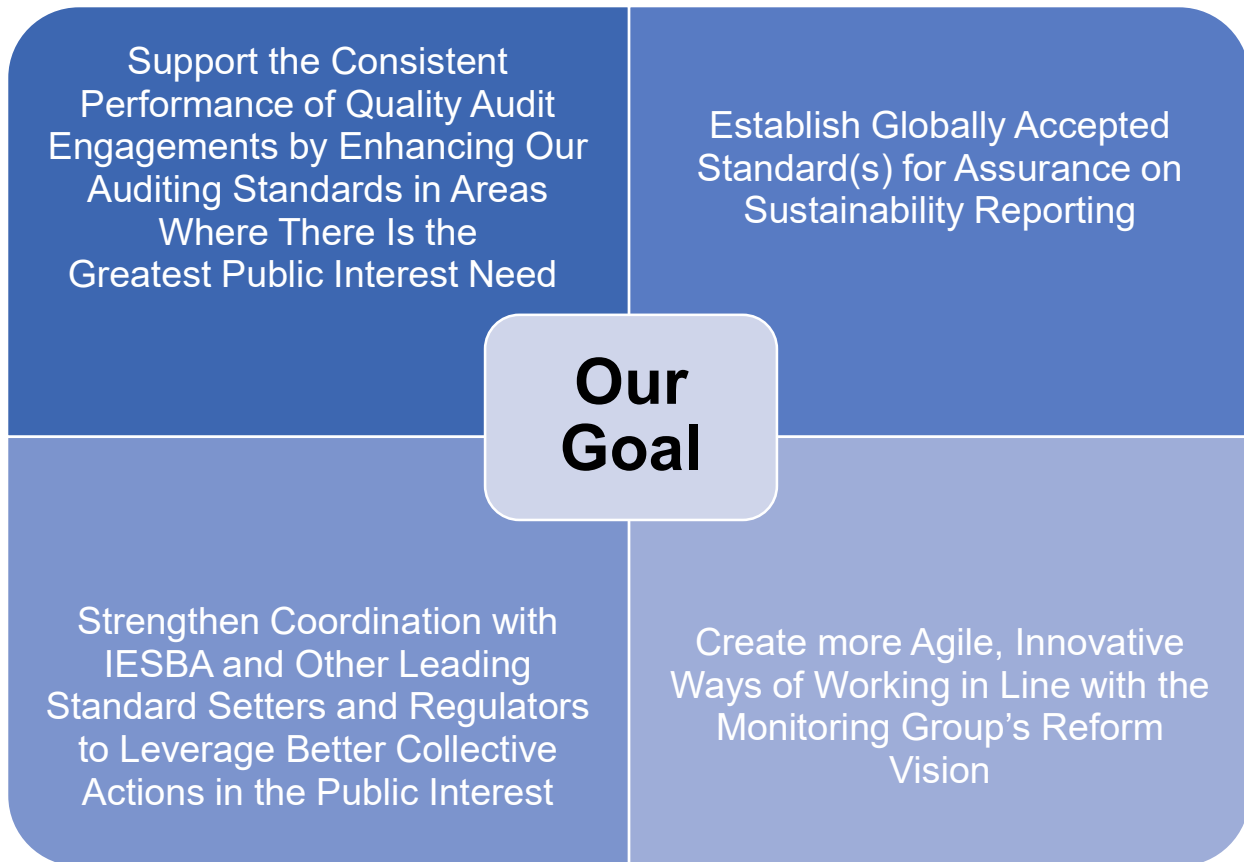 Support the Consistent
Performance of Quality Audit
Engagements by Enhancing Our
Auditing Standards in Areas
Where There Is the
Greatest Public Interest Need
Establish Globally Accepted
Standard(s) for Assurance on
Sustainability Reporting
Our
Goal
Strengthen Coordination with
IESBA and Other Leading
Standard Setters and Regulators
to Leverage Better Collective
Actions in the Public Interest
Create more Agile, Innovative
Ways of Working in Line with the
Monitoring Group’s Reform
Vision